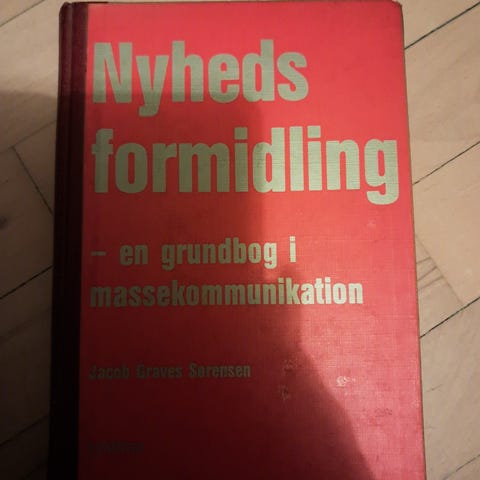 Nyheds
formidling
– en grundbog i
massekommunikation
Jacob Graves Sørensen